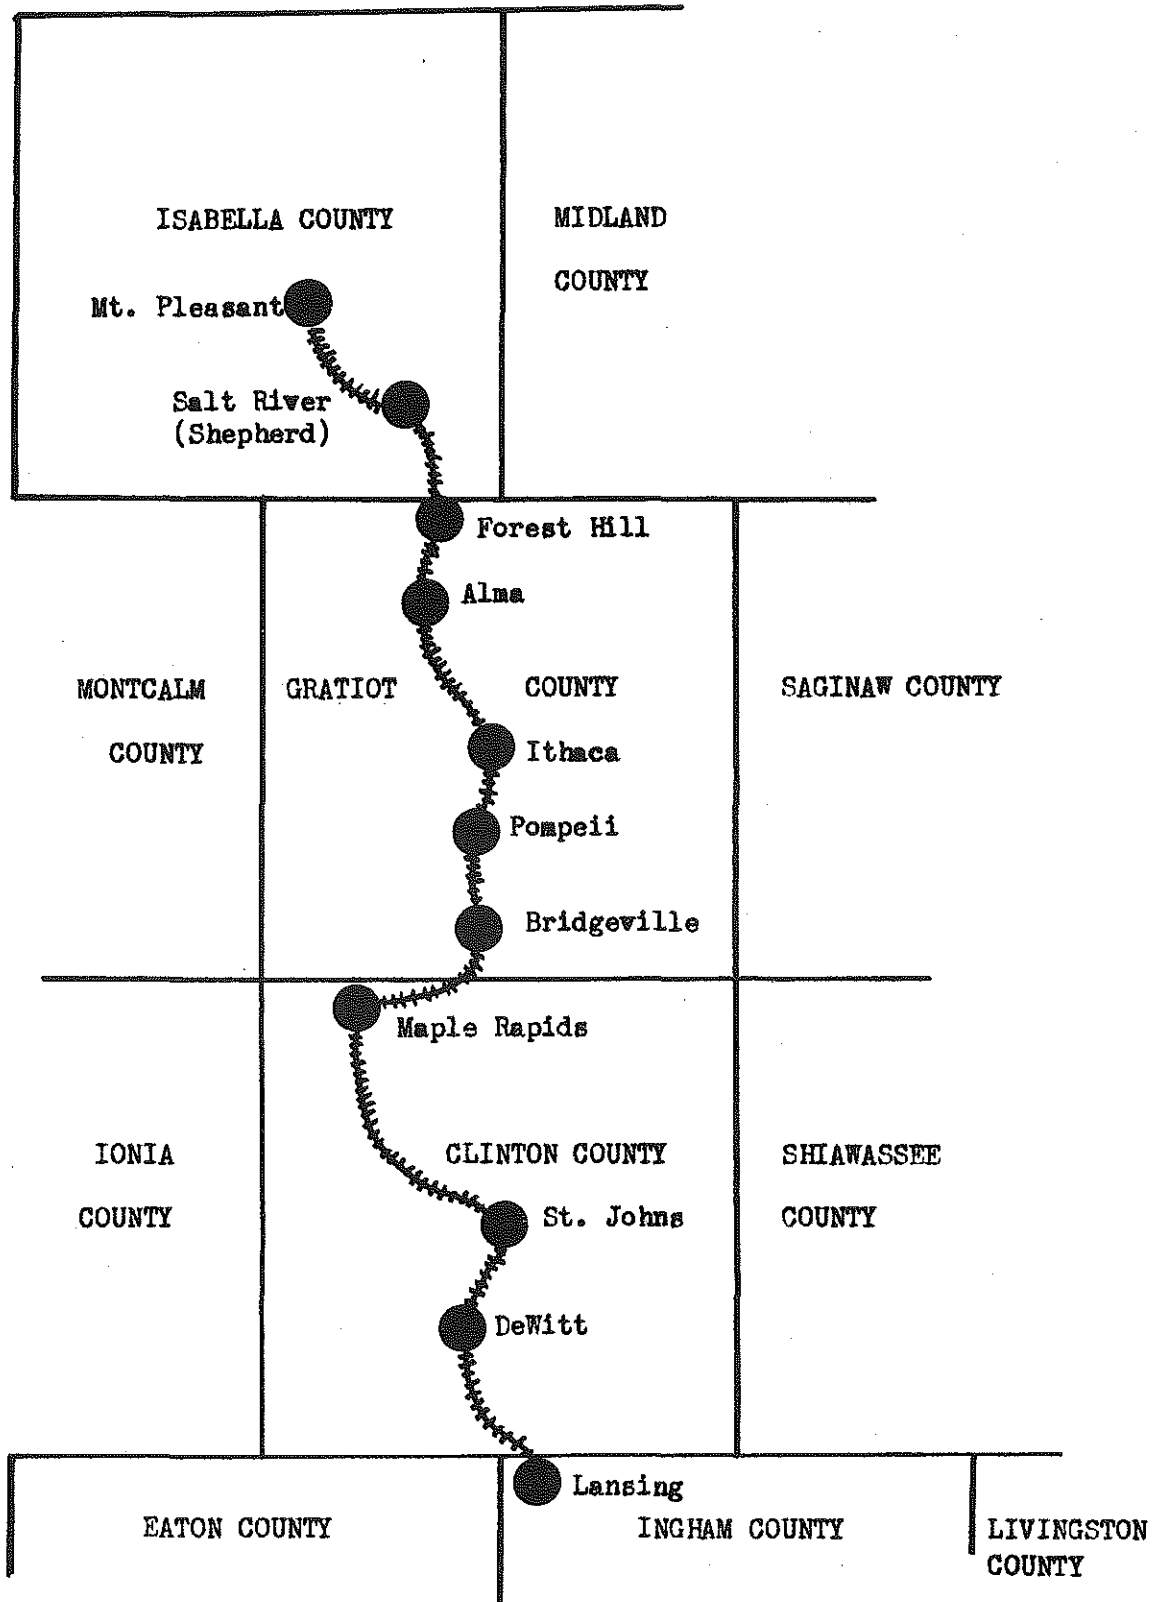 ISABELLA COUNTY
MIDLAND
COUNTY
Mt. Pleasant
Salt River
(Shepherd)
Forest Hill
Alma
MONTCALM
COUNTY
GRATIOT COUNTY
SAGINAW COUNTY
Ithaca
Pompeii
Bridgeville
Maple Rapids
IONIA
COUNTY
CLINTON COUNTY
SHIAWASSEE
COUNTY
St. Johns
DeWitt
Lansing
EATON COUNTY
INGHAM COUNTY
LIVINGSTON
COUNTY